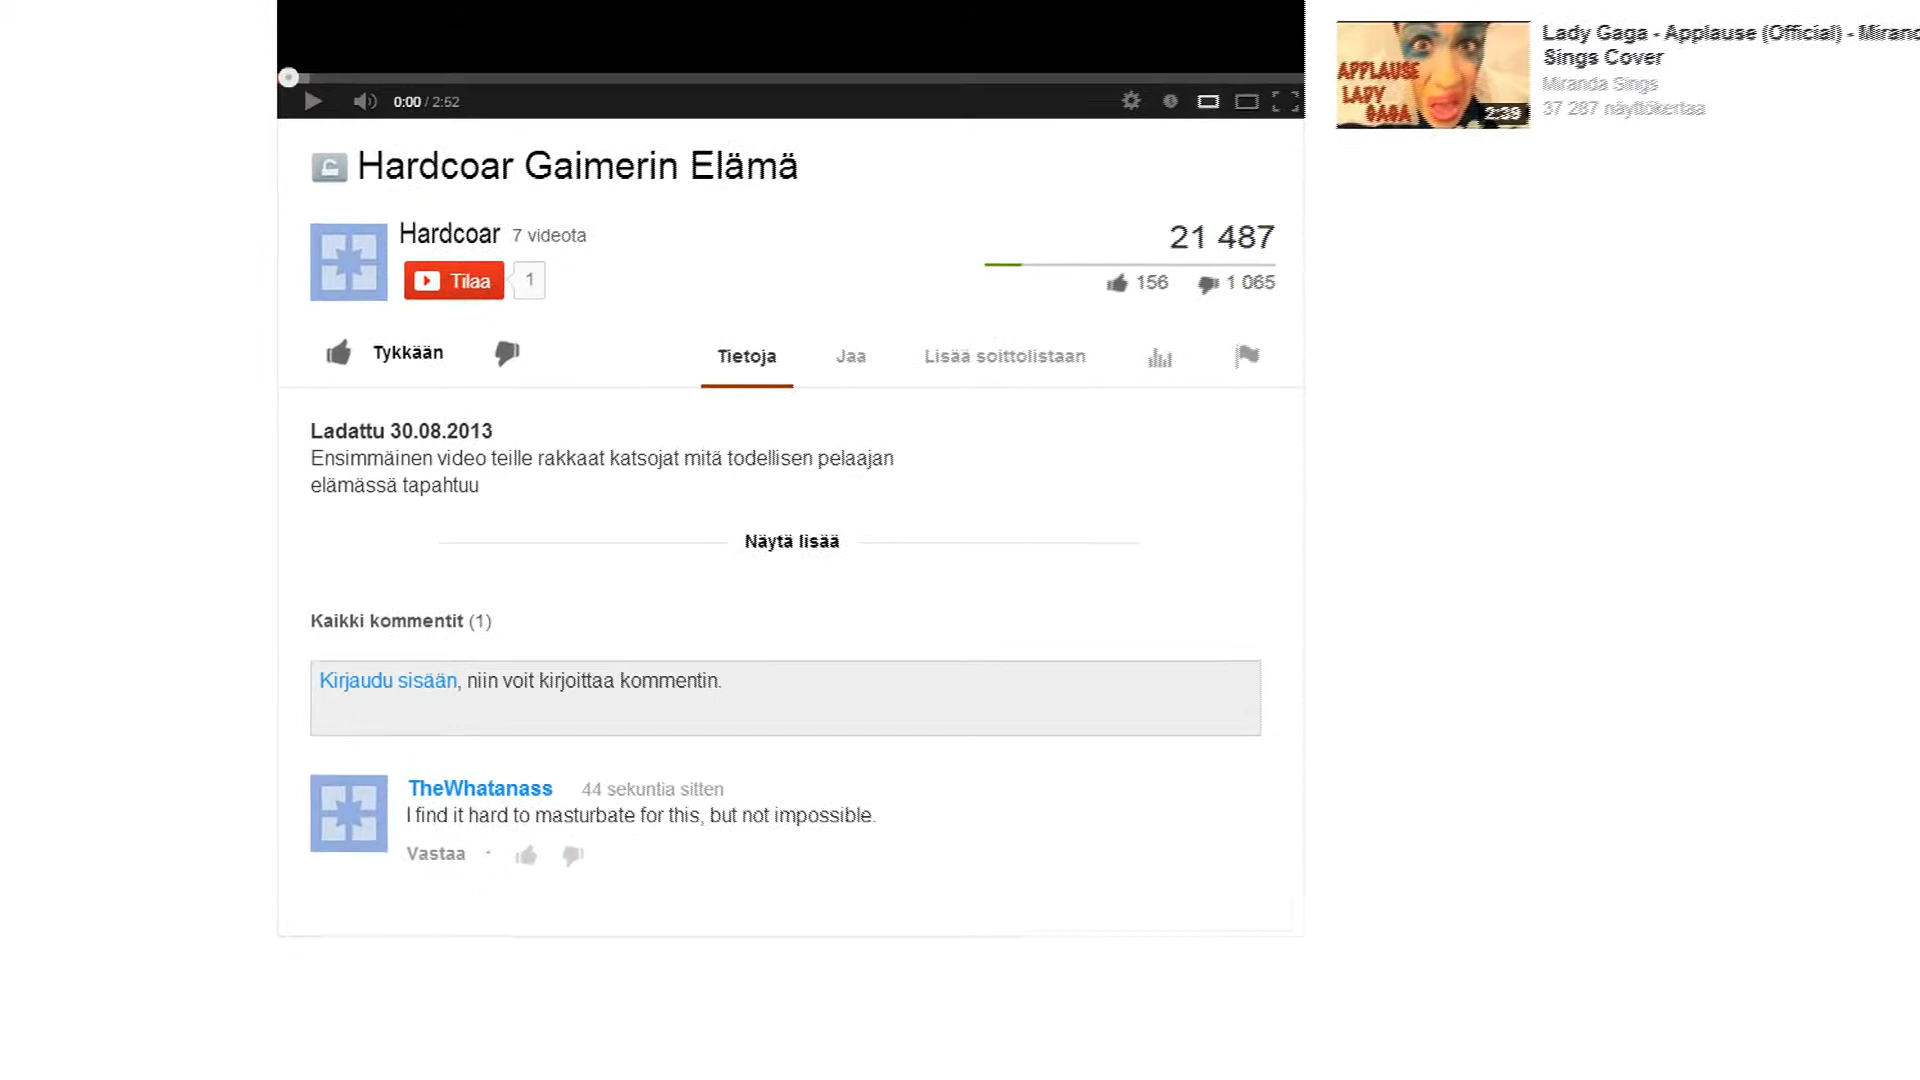 0:00 / 2:52
Hardcoar Gaimerin Elämä
Hardcoar 7 videota
Tilaa 1
21 487
156 1 065
Tykkään
Tietoja Jaa Lisää soittolistaan
Ladattu 30.08.2013
Ensimmäinen video teille rakkaat katsojat mitä todellisen pelaajan
elämässä tapahtuu
Näytä lisää
Kaikki kommentit (1)
Kirjaudu sisään, niin voit kirjoittaa kommentin.
TheWhatanass 44 sekuntia sitten
I find it hard to masturbate for this, but not impossible.
Vastaa ·
APPLAUSE
LADY
GAGA
2:39
Lady Gaga - Applause (Official) - Miranda
Sings Cover
Miranda Sings
37 287 näyttökertaa